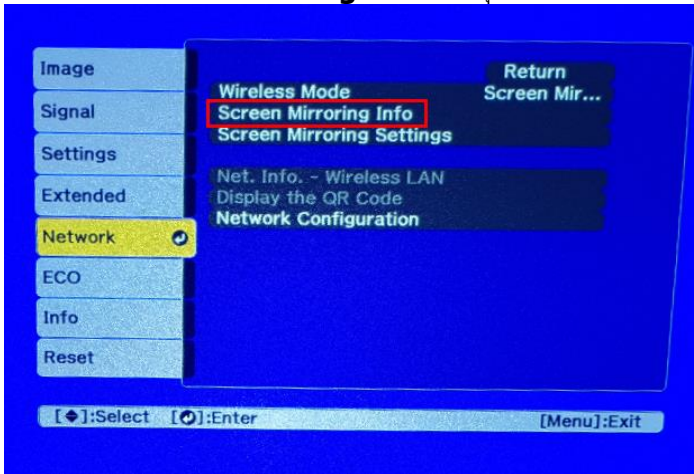 Image
Signal
Settings
Extended
Network
ECO
Info
Reset
Return
Wireless Mode Screen Mir...
Screen Mirroring Info
Screen Mirroring Settings
Net. Info. - Wireless LAN
Display the QR Code
Network Configuration
[◆]:Select [⏎]:Enter [Menu]:Exit